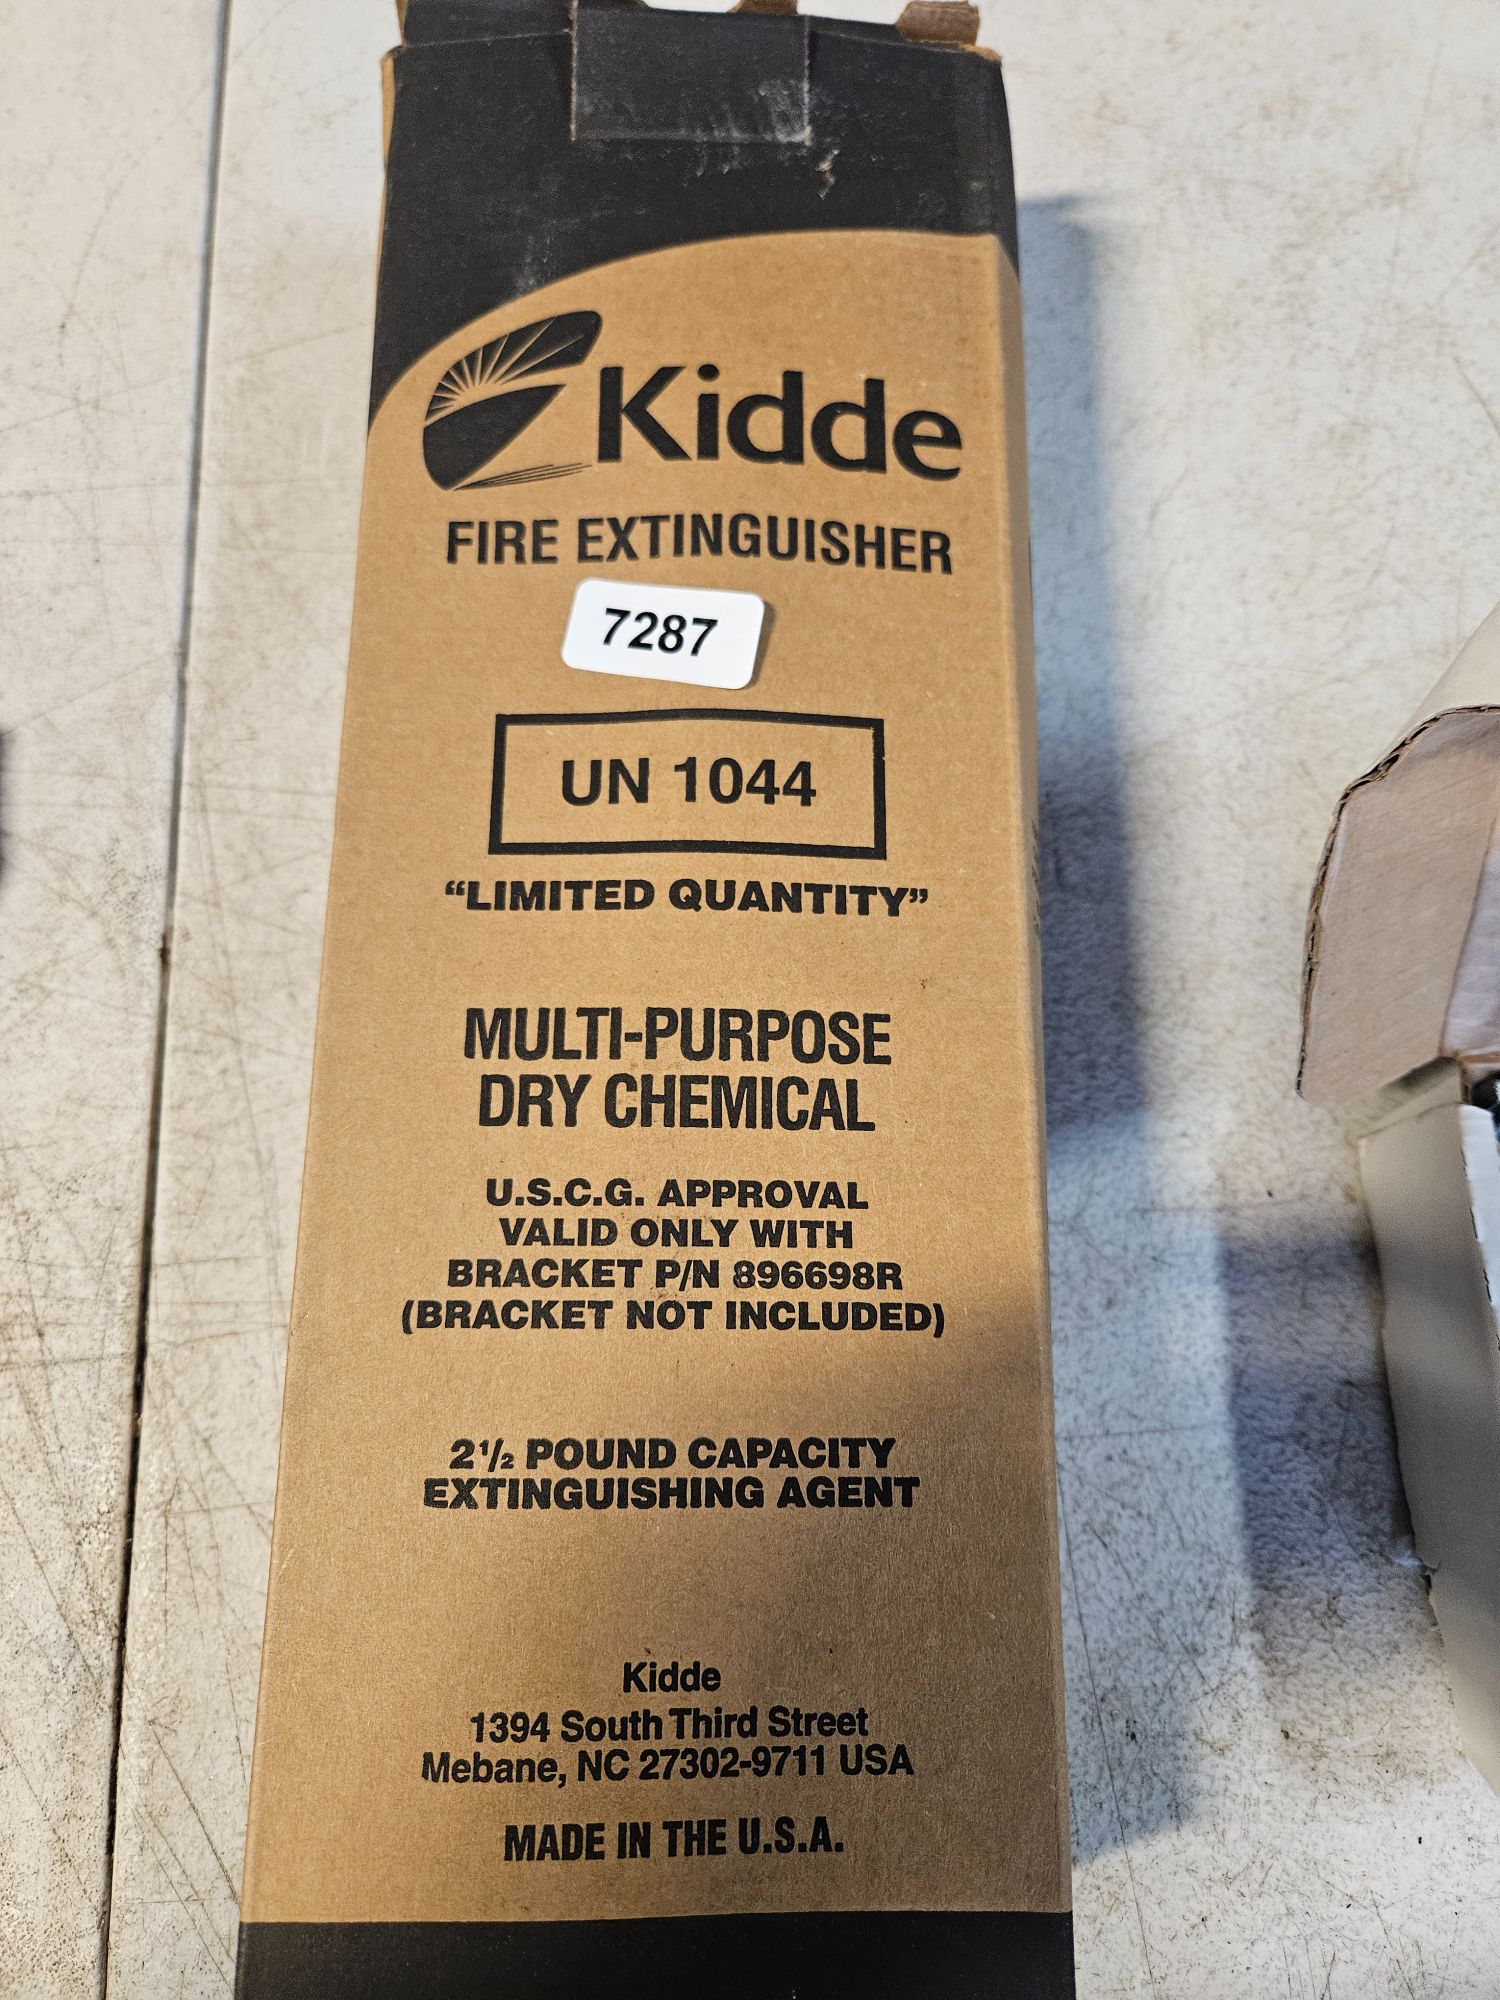 Kidde
FIRE EXTINGUISHER
7287
UN 1044
“LIMITED QUANTITY”
MULTI-PURPOSE
DRY CHEMICAL
U.S.C.G. APPROVAL
VALID ONLY WITH
BRACKET P/N 896698R
(BRACKET NOT INCLUDED)
2½ POUND CAPACITY
EXTINGUISHING AGENT
Kidde
1394 South Third Street
Mebane, NC 27302-9711 USA
MADE IN THE U.S.A.